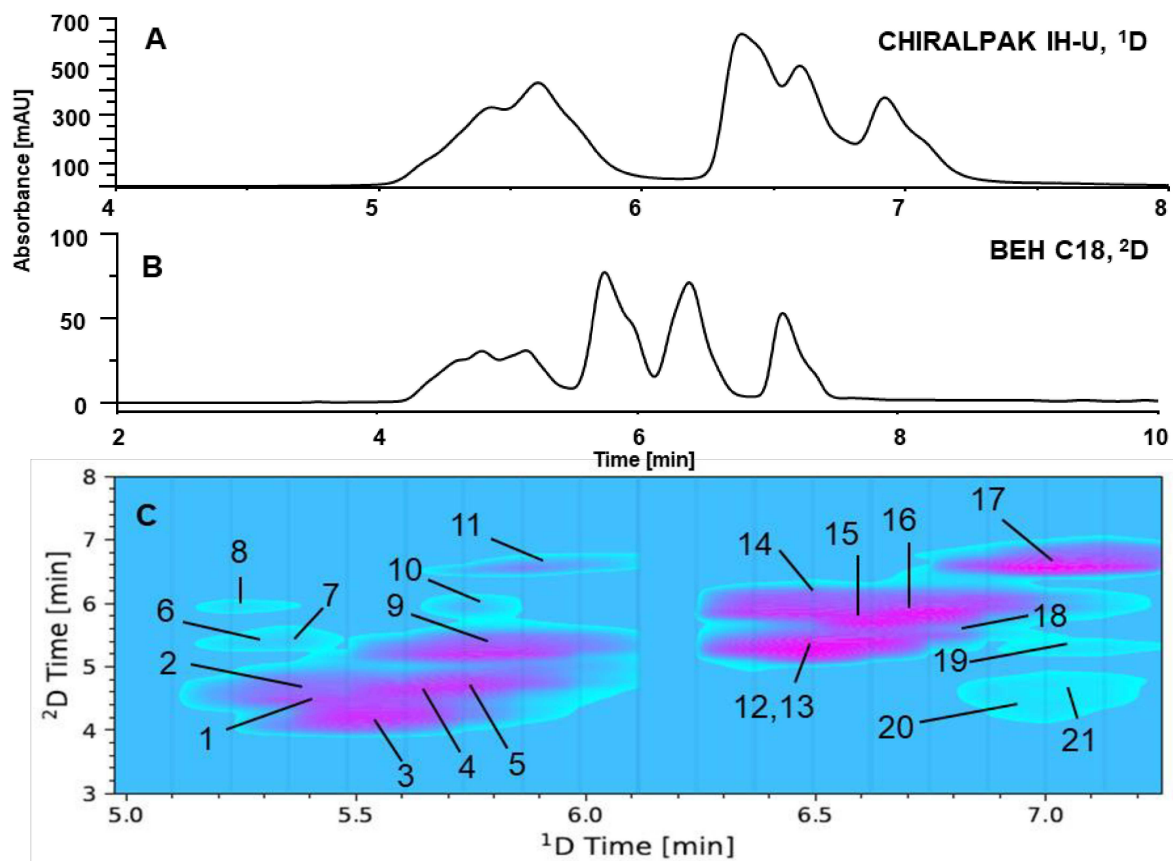 700
A
CHIRALPAK IH-U, ¹D
500
300
100
4 5 6 7 8
Absorbance [mAU]
100
B
BEH C18, ²D
50
0
2 4 6 8 10
Time [min]
8
C
17
7
11
16
15
14
8
10
6
7
9
6
18
2
5
19
12,13
20
4
1
21
3
4
5
3
5.0 5.5 6.0 6.5 7.0
²D Time [min]
¹D Time [min]